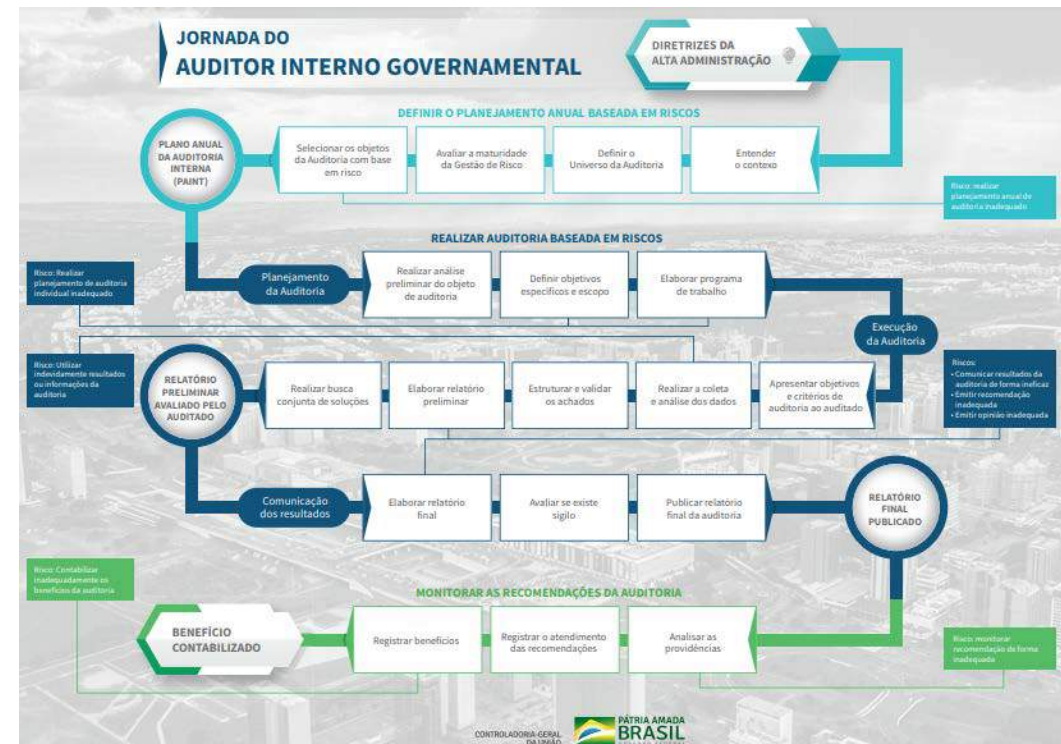 JORNADA DO
AUDITOR INTERNO GOVERNAMENTAL
DIRETRIZES DA
ALTA ADMINISTRAÇÃO
DEFINIR O PLANEJAMENTO ANUAL BASEADA EM RISCOS
PLANO ANUAL
DA AUDITORIA
INTERNA
(PAINT)
Selecionar os objetos
da Auditoria com base
em risco
Avaliar a maturidade
da Gestão de Risco
Definir o
Universo da Auditoria
Entender
o contexo
Risco: realizar
planejamento anual de
auditoria inadequado
REALIZAR AUDITORIA BASEADA EM RISCOS
Risco: Realizar
planejamento de auditoria
individual inadequado
Planejamento
da Auditoria
Realizar análise
preliminar do objeto
de auditoria
Definir objetivos
específicos e escopo
Elaborar programa
de trabalho
Execução
da Auditoria
Risco: Utilizar
indevidamente resultados
ou informações da
auditoria
RELATÓRIO
PRELIMINAR
AVALIADO PELO
AUDITADO
Realizar busca
conjunta de soluções
Elaborar relatório
preliminar
Estruturar e validar
os achados
Realizar a coleta
e análise dos dados
Apresentar objetivos
e critérios de
auditoria ao auditado
Riscos:
• Comunicar resultados da
auditoria de forma ineficaz
• Emitir recomendação
inadequada
• Emitir opinião inadequada
Comunicação
dos resultados
Elaborar relatório
final
Avaliar se existe
sigilo
Publicar relatório
final da auditoria
RELATÓRIO
FINAL
PUBLICADO
Risco: Contabilizar
inadequadamente os
benefícios da auditoria
MONITORAR AS RECOMENDAÇÕES DA AUDITORIA
BENEFÍCIO
CONTABILIZADO
Registrar benefícios
Registrar o atendimento
das recomendações
Analisar as
providências
Risco: monitorar
recomendação de forma
inadequada
CONTROLADORIA-GERAL
DA UNIÃO
PÁTRIA AMADA
BRASIL